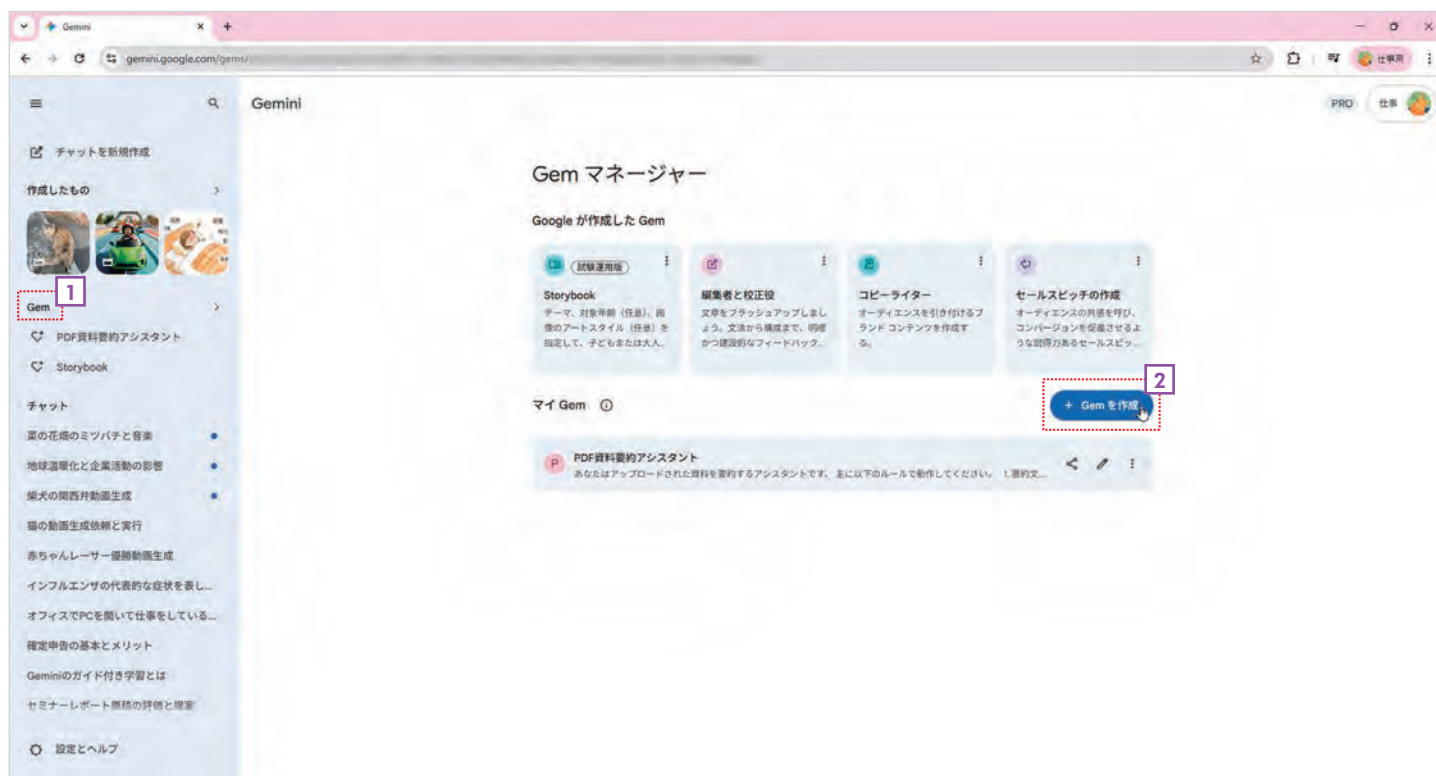 Gemini
gemini.google.com/gems/
仕事用
Gemini
PRO
仕事
チャットを新規作成
作成したもの
1
Gem
PDF資料要約アシスタント
Storybook
チャット
菜の花畑のミツバチと音楽
地球温暖化と企業活動の影響
柴犬の関西弁動画生成
猫の動画生成依頼と実行
赤ちゃんレーサー優勝動画生成
インフルエンザの代表的な症状を表し...
オフィスでPCを開いて仕事をしている...
確定申告の基本とメリット
Geminiのガイド付き学習とは
セミナーレポート原稿の評価と提案
設定とヘルプ
Gem マネージャー
Google が作成した Gem
試験運用版
Storybook
テーマ、対象年齢（任意）、画
像のアートスタイル（任意）を
指定して、子どもまたは大人...
編集者と校正役
文章をブラッシュアップしまし
ょう。文法から構成まで、明確
かつ建設的なフィードバック...
コピーライター
オーディエンスを引き付けるブ
ランド コンテンツを作成す
る。
セールスピッチの作成
オーディエンスの共感を呼び、
コンバージョンを促進させるよ
うな説得力あるセールスピッ...
マイ Gem
2
+ Gem を作成
P
PDF資料要約アシスタント
あなたはアップロードされた資料を要約するアシスタントです。 主に以下のルールで動作してください。 1.要約文...